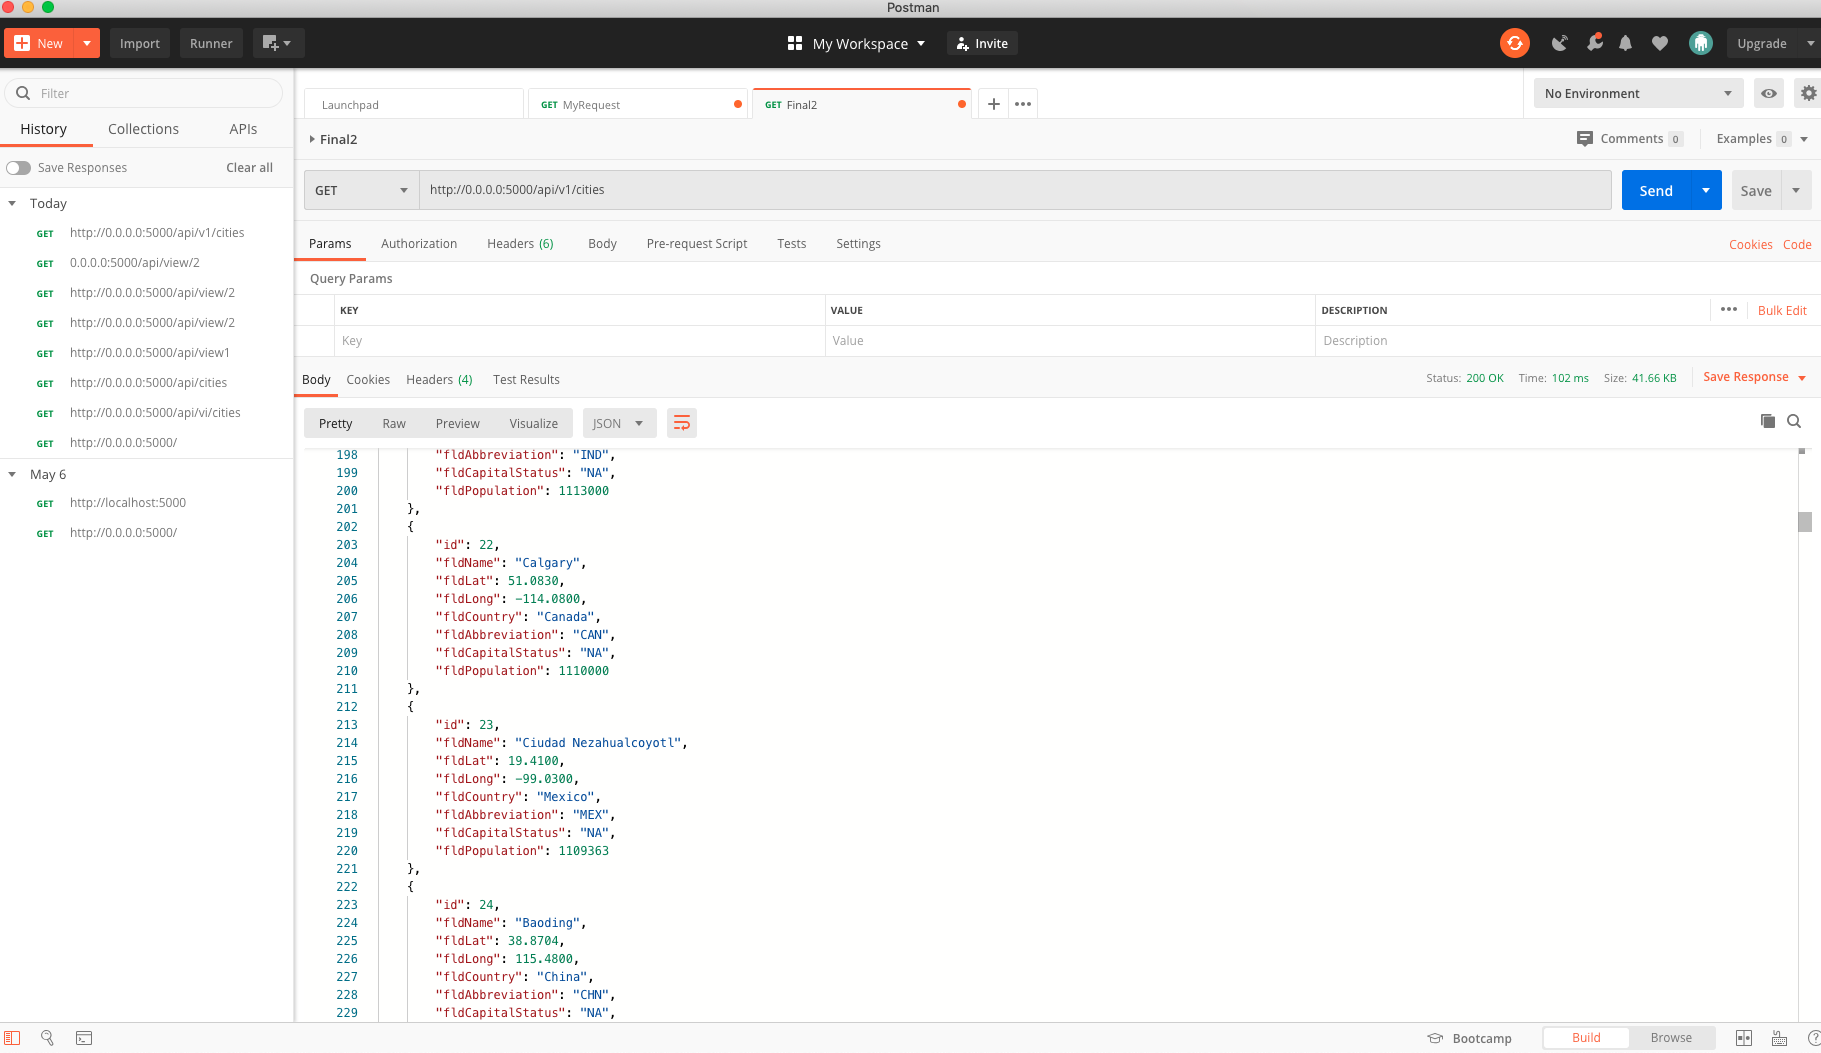 Postman
New
Import
Runner
My Workspace
Invite
Upgrade
Filter
History Collections APIs
Save Responses Clear all
Today
GET http://0.0.0.0:5000/api/v1/cities
GET 0.0.0.0:5000/api/view/2
GET http://0.0.0.0:5000/api/view/2
GET http://0.0.0.0:5000/api/view/2
GET http://0.0.0.0:5000/api/view1
GET http://0.0.0.0:5000/api/cities
GET http://0.0.0.0:5000/api/vi/cities
GET http://0.0.0.0:5000/
May 6
GET http://localhost:5000
GET http://0.0.0.0:5000/
Launchpad
GET MyRequest
GET Final2
No Environment
Final2
Comments 0
Examples 0
GET
http://0.0.0.0:5000/api/v1/cities
Send
Save
Params Authorization Headers (6) Body Pre-request Script Tests Settings
Cookies Code
Query Params
KEY VALUE DESCRIPTION
Bulk Edit
Key Value Description
Body Cookies Headers (4) Test Results
Status: 200 OK Time: 102 ms Size: 41.66 KB
Save Response
Pretty Raw Preview Visualize
JSON
198 "fldAbbreviation": "IND",
199 "fldCapitalStatus": "NA",
200 "fldPopulation": 1113000
201 },
202 {
203 "id": 22,
204 "fldName": "Calgary",
205 "fldLat": 51.0830,
206 "fldLong": -114.0800,
207 "fldCountry": "Canada",
208 "fldAbbreviation": "CAN",
209 "fldCapitalStatus": "NA",
210 "fldPopulation": 1110000
211 },
212 {
213 "id": 23,
214 "fldName": "Ciudad Nezahualcoyotl",
215 "fldLat": 19.4100,
216 "fldLong": -99.0300,
217 "fldCountry": "Mexico",
218 "fldAbbreviation": "MEX",
219 "fldCapitalStatus": "NA",
220 "fldPopulation": 1109363
221 },
222 {
223 "id": 24,
224 "fldName": "Baoding",
225 "fldLat": 38.8704,
226 "fldLong": 115.4800,
227 "fldCountry": "China",
228 "fldAbbreviation": "CHN",
229 "fldCapitalStatus": "NA",
Bootcamp
Build Browse